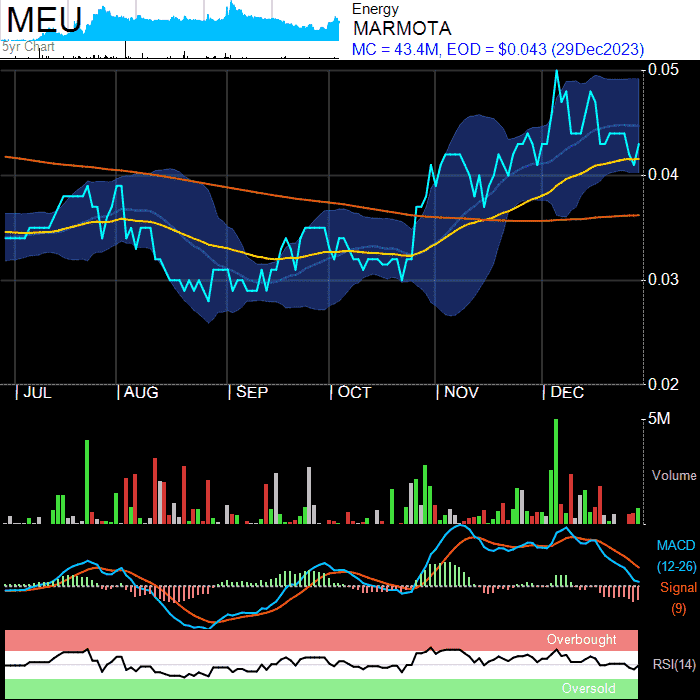 MEU
Energy
MARMOTA
5yr Chart
MC = 43.4M, EOD = $0.043 (29Dec2023)
0.05
0.04
0.03
0.02
| JUL | AUG | SEP | OCT | NOV | DEC
5M
Volume
MACD
(12-26)
Signal
(9)
Overbought
RSI(14)
Oversold